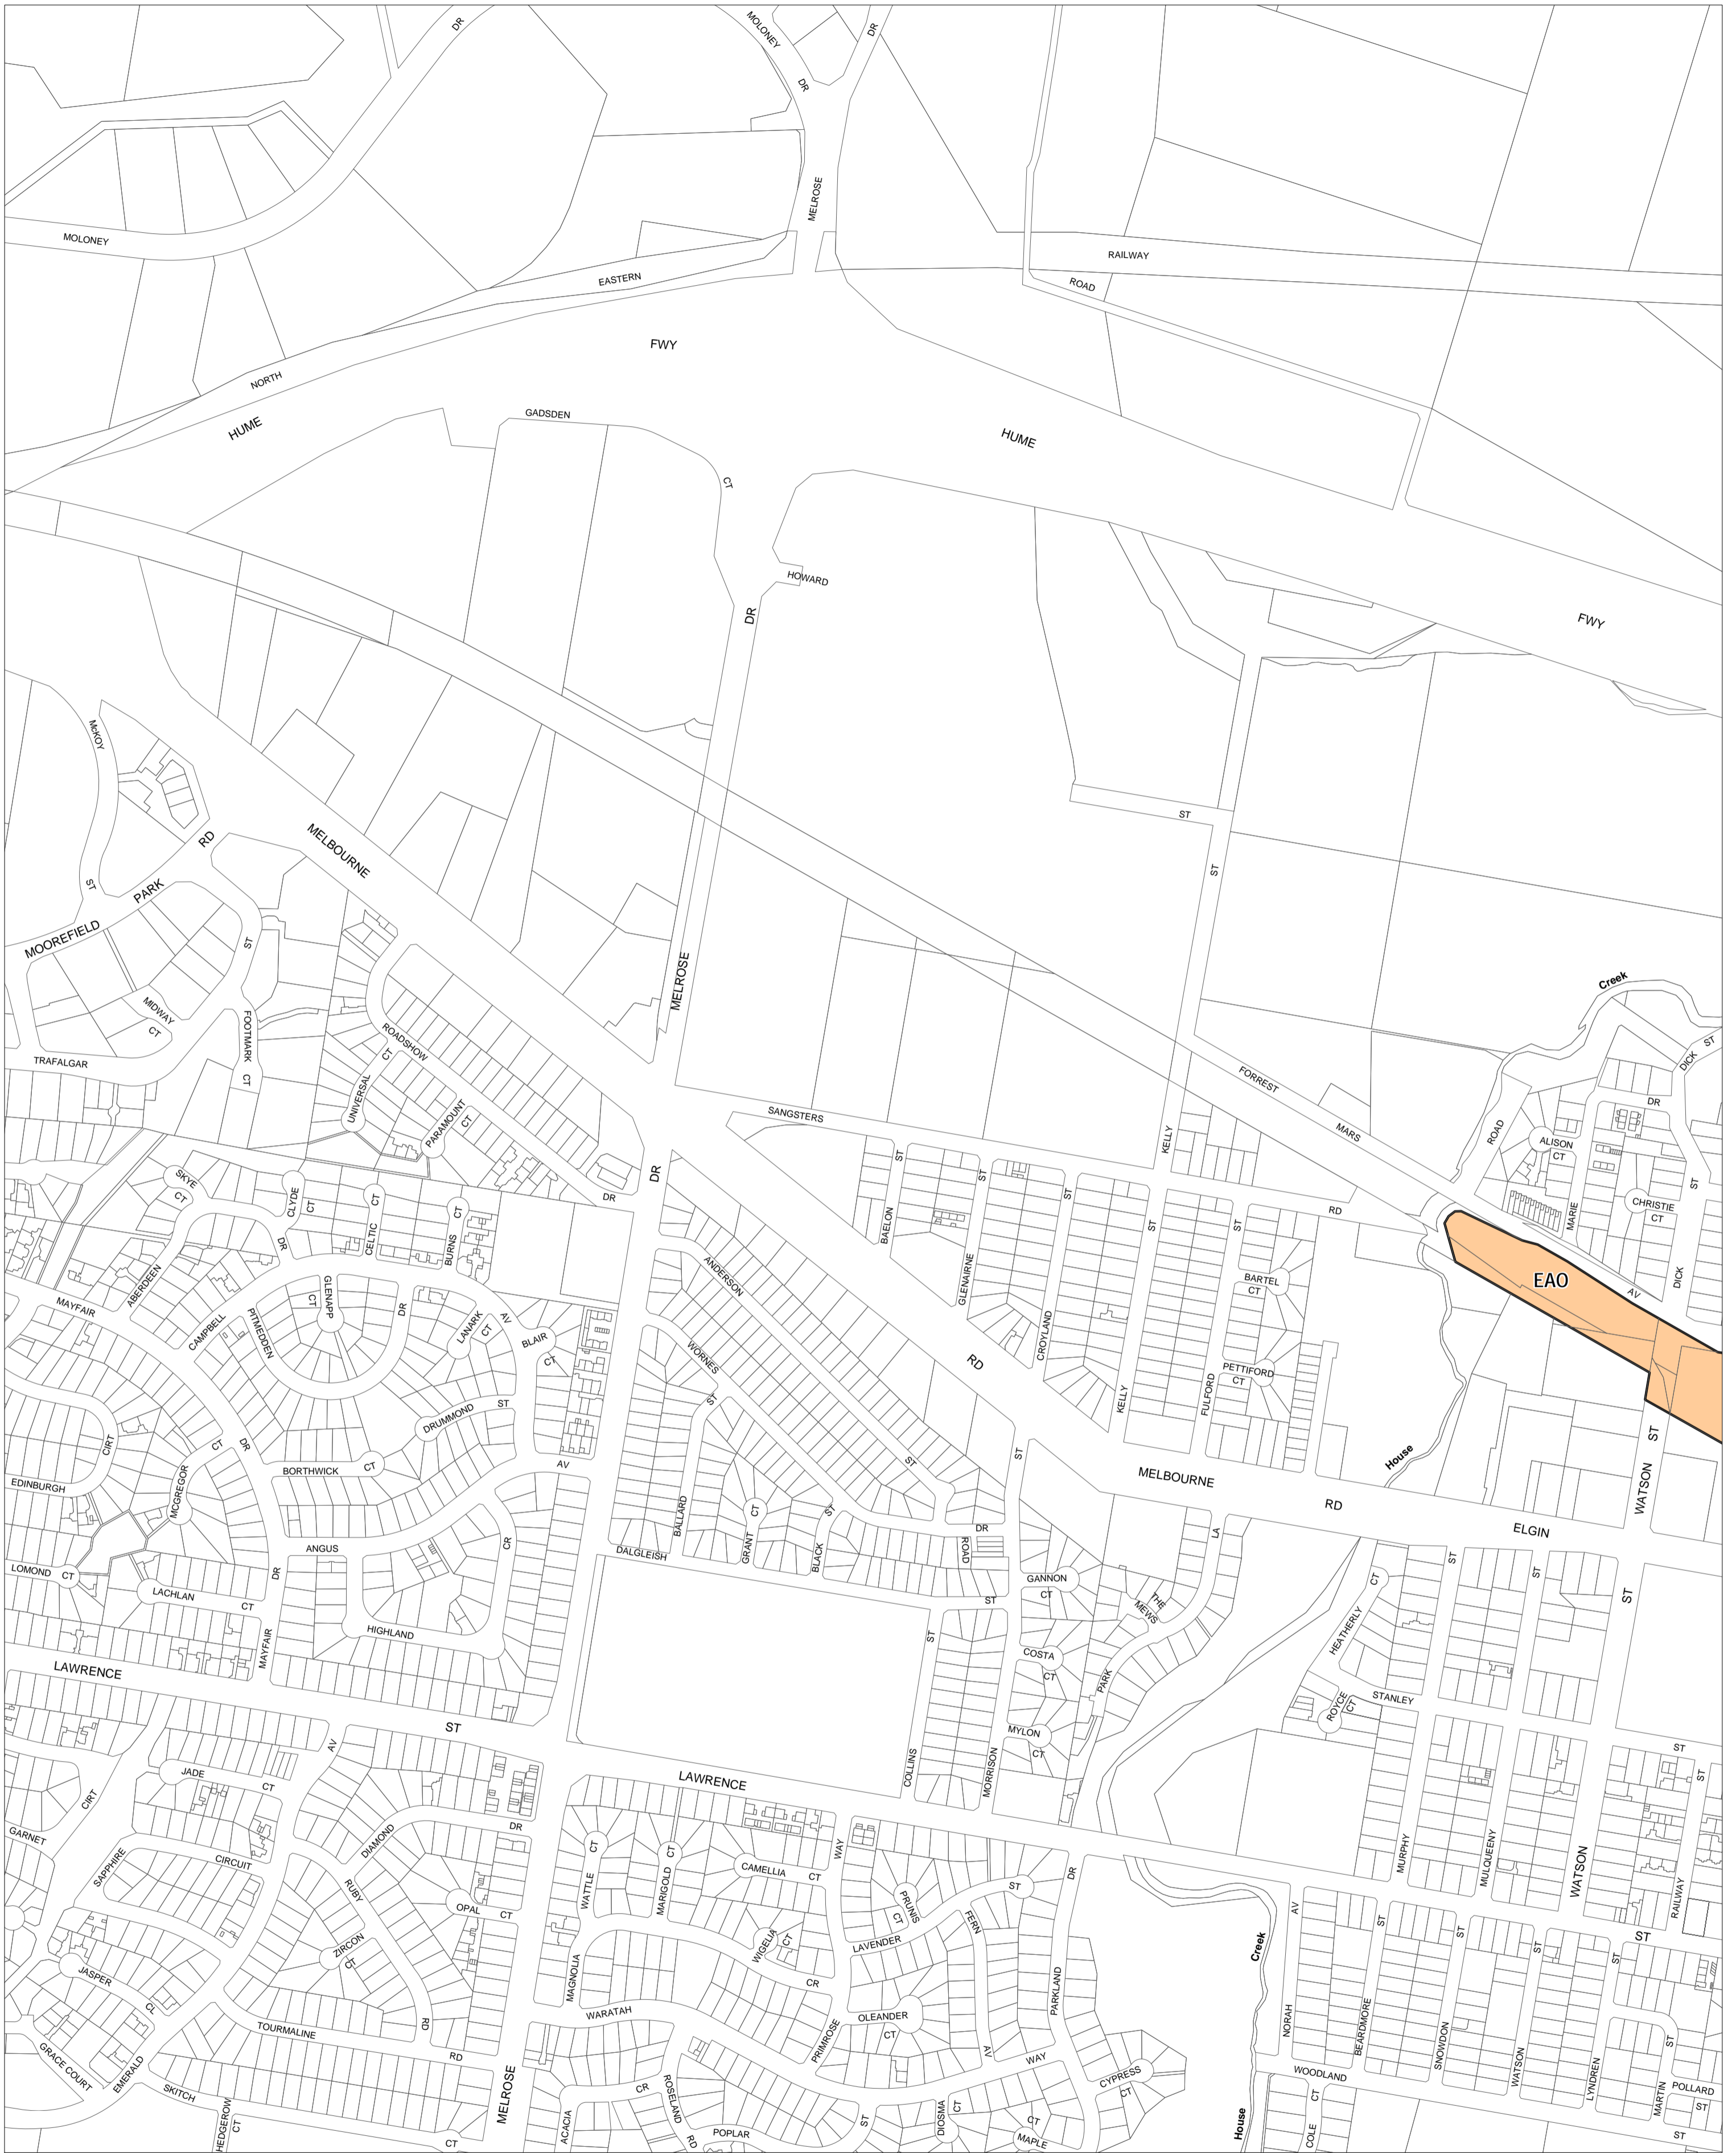 DR
MOLONEY
DR
DR
MELROSE
MOLONEY
RAILWAY
EASTERN
ROAD
FWY
NORTH
GADSDEN
HUME
HUME
CT
HOWARD
DR
FWY
McKOY
ST
RD
MELBOURNE
ST
ST
PARK
MOOREFIELD
ST
MELROSE
Creek
MIDWAY
CT
FOOTMARK
CT
ROADSHOW
CT
TRAFALGAR
UNIVERSAL
PARAMOUNT
CT
DR
SANGSTERS
FORREST
MARS
KELLY
ROAD
DICK
ST
DR
ALISON
CT
ST
CHRISTIE
CT
MARIE
DICK
AV
EAO
SKYE
CT
CLYDE
CT
CELTIC
CT
BURNS
CT
DR
DR
BAELON
ST
GLENAIRNE
ST
CROYLAND
ST
KELLY
ST
FULFORD
ST
RD
BARTEL
CT
PETTIFORD
CT
MAYFAIR
ABERDEEN
CAMPBELL
PITMEDDEN
GLENAPP
CT
DR
LANARK
CT
AV
BLAIR
CT
ANDERSON
WORNES
ST
ST
RD
ST
DRUMMOND
ST
BORTHWICK
CT
AV
CIRT
CT
DR
EDINBURGH
MCGREGOR
MELBOURNE
RD
House
WATSON
ST
ELGIN
BALLARD
GRANT
CT
BLACK
ST
DR
ROAD
LA
DALGLEISH
ANGUS
CR
LOMOND
CT
DR
LACHLAN
CT
GANNON
CT
ST
THE
MEWS
HEATHERLY
CT
ST
ST
ST
HIGHLAND
MAYFAIR
LAWRENCE
ST
COSTA
CT
PARK
MYLON
CT
ROYCE
CT
STANLEY
ST
ST
COLLINS
ST
MORRISON
LAWRENCE
AV
JADE
CT
CIRT
GARNET
DIAMOND
DR
SAPPHIRE
CIRCUIT
RUBY
OPAL
CT
WATTLE
CT
MARIGOLD
CT
CAMELLIA
CT
WAY
PRUNIS
CT
ST
DR
MURPHY
MULQUEENY
WATSON
RAILWAY
ST
ZIRCON
CT
JASPER
CL
WIGELIA
CT
LAVENDER
FERN
MAGNOLIA
CR
Creek
AV
ST
ST
ST
ST
WARATAH
OLEANDER
CT
PRIMROSE
PARKLAND
NORAH
BEARDMORE
SNOWDON
WATSON
LYNDREN
MARTIN
ST
TOURMALINE
RD
RD
GRACE COURT
EMERALD
SKITCH
HEDGEROW
CT
CT
MELROSE
ACACIA
CR
ROSELAND
RD
POPLAR
ST
DIOSMA
CT
AV
WAY
CT
MAPLE
CYPRESS
CT
House
WOODLAND
COLE
CT
POLLARD
ST
ST